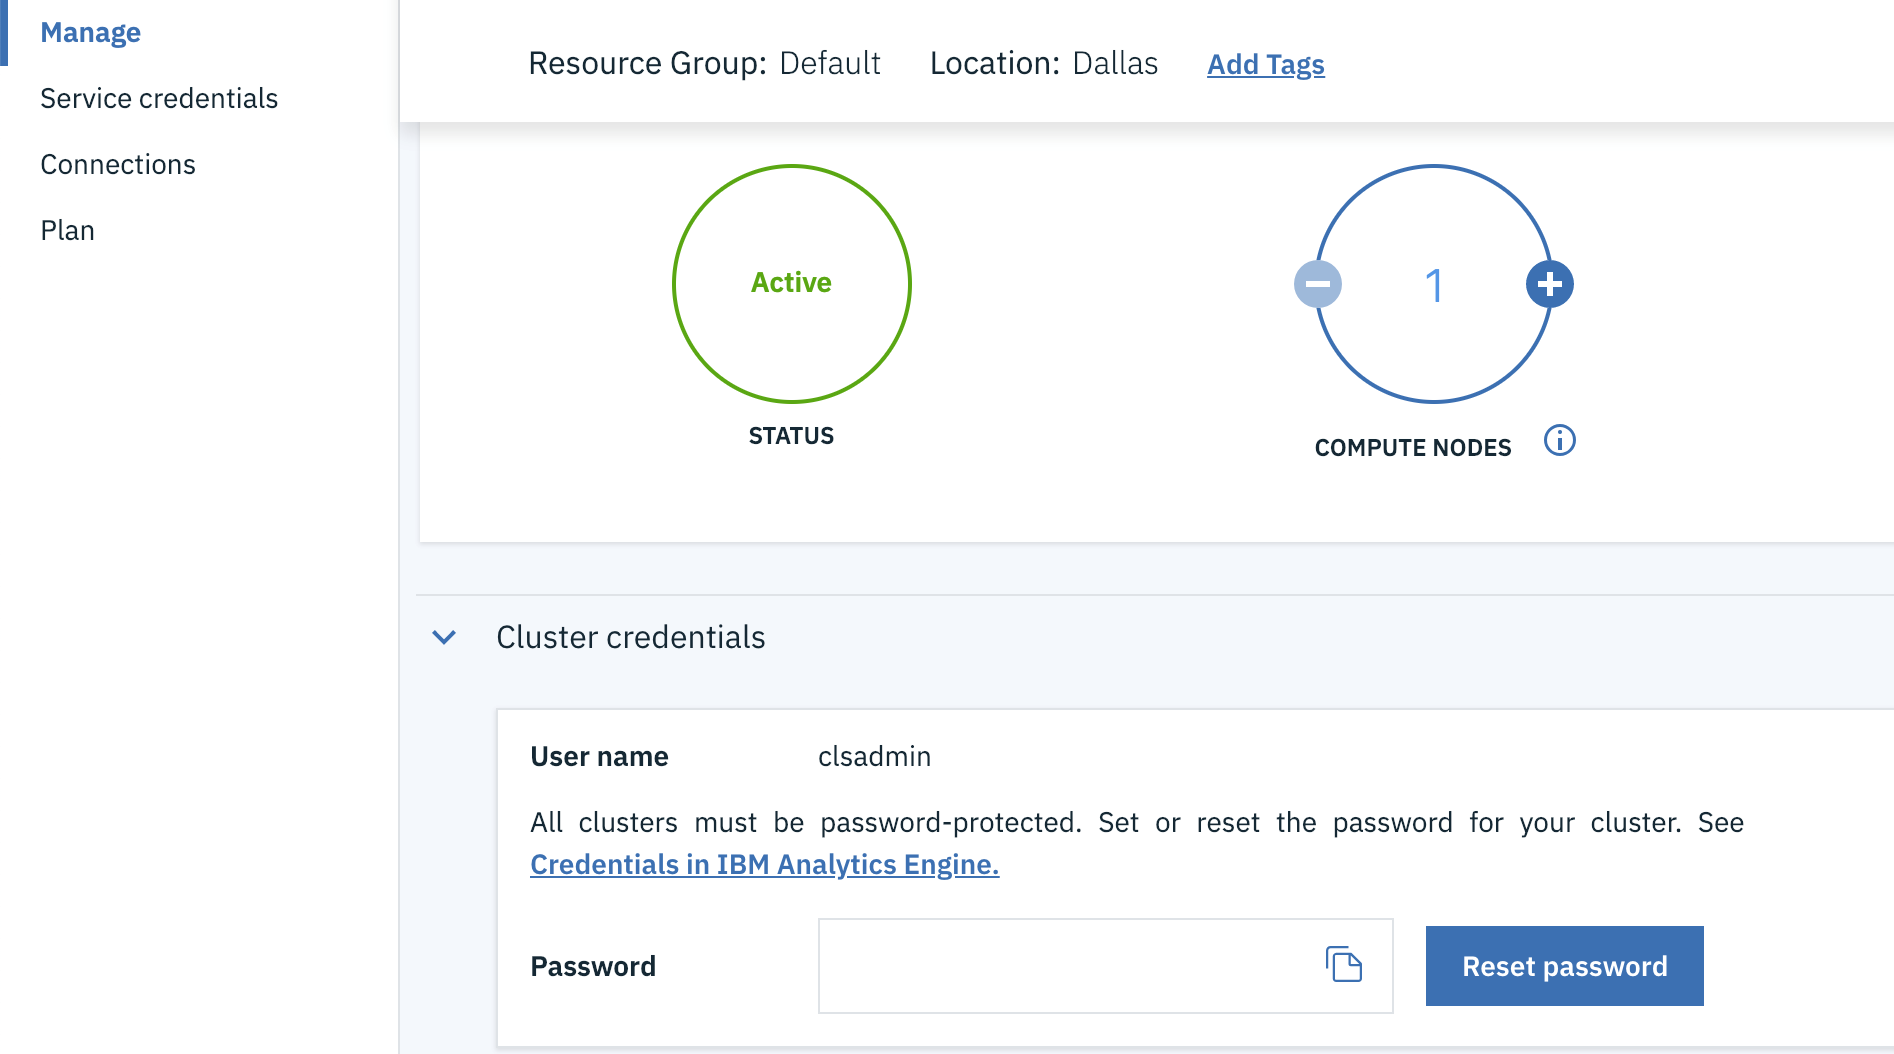 Manage
Service credentials
Connections
Plan
Resource Group: Default Location: Dallas Add Tags
Active
STATUS
1
COMPUTE NODES
Cluster credentials
User name clsadmin
All clusters must be password-protected. Set or reset the password for your cluster. See
Credentials in IBM Analytics Engine.
Password
Reset password